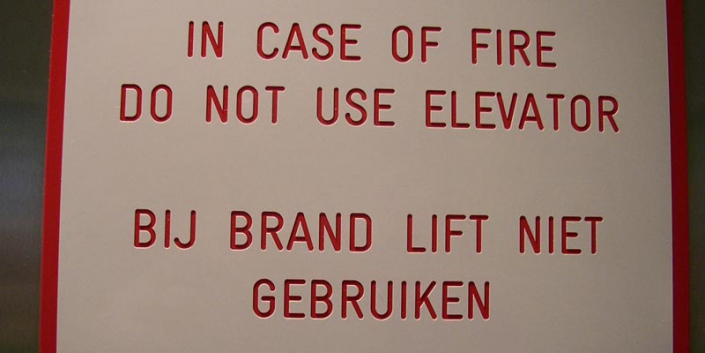 IN CASE OF FIRE
DO NOT USE ELEVATOR
BIJ BRAND LIFT NIET
GEBRUIKEN